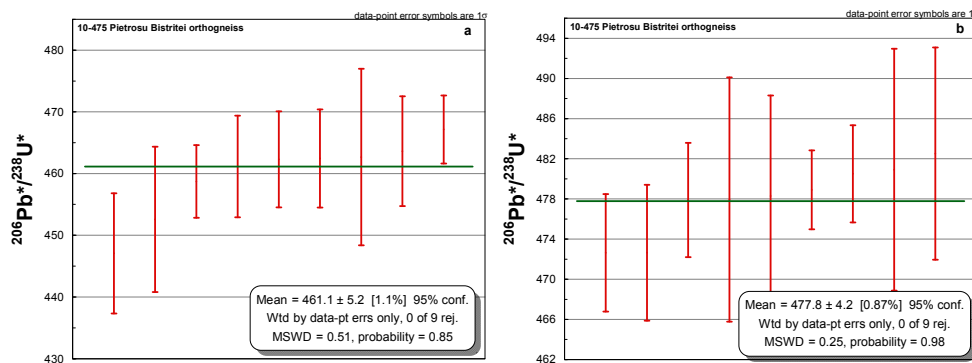 data-point error symbols are 1σ
10-475 Pietrosu Bistritei orthogneiss
a
485
480
470
460
450
440
430
206Pb*/238U*
Mean = 461.1 ± 5.2 [1.1%] 95% conf.
Wtd by data-pt errs only, 0 of 9 rej.
MSWD = 0.51, probability = 0.85
data-point error symbols are 1
10-475 Pietrosu Bistritei orthogneiss
b
494
490
486
482
478
474
470
466
462
206Pb*/238U*
Mean = 477.8 ± 4.2 [0.87%] 95% conf.
Wtd by data-pt errs only, 0 of 9 rej.
MSWD = 0.25, probability = 0.98